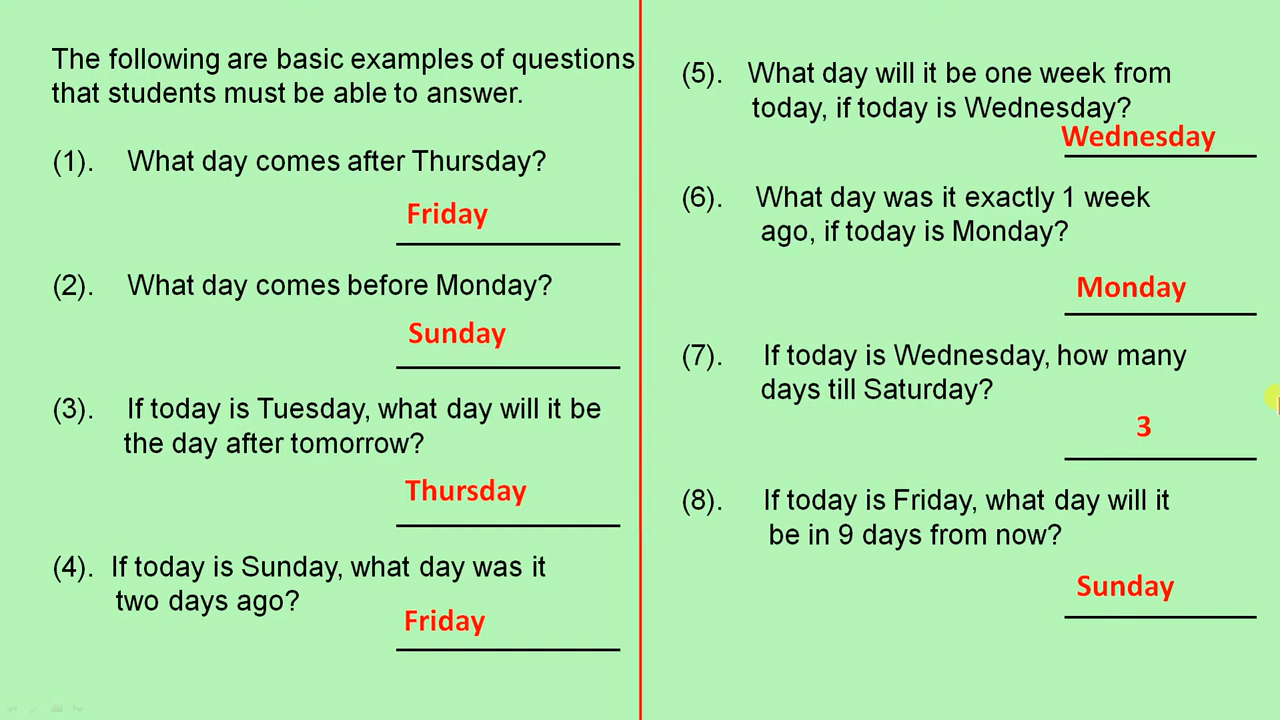 The following are basic examples of questions
that students must be able to answer.
(1). What day comes after Thursday?
Friday
(2). What day comes before Monday?
Sunday
(3). If today is Tuesday, what day will it be
the day after tomorrow?
Thursday
(4). If today is Sunday, what day was it
two days ago?
Friday
(5). What day will it be one week from
today, if today is Wednesday?
Wednesday
(6). What day was it exactly 1 week
ago, if today is Monday?
Monday
(7). If today is Wednesday, how many
days till Saturday?
3
(8). If today is Friday, what day will it
be in 9 days from now?
Sunday